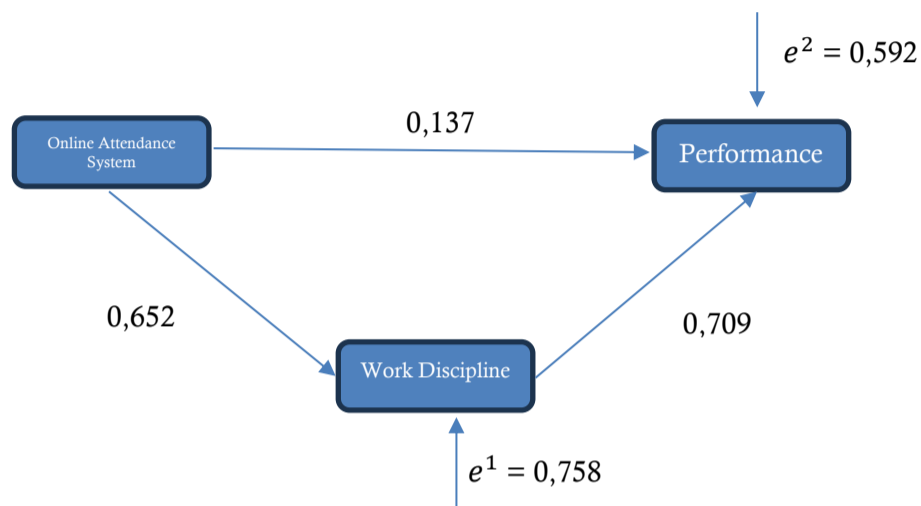 e² = 0,592
0,137
Online Attendance
System
Performance
0,652
0,709
Work Discipline
e¹ = 0,758